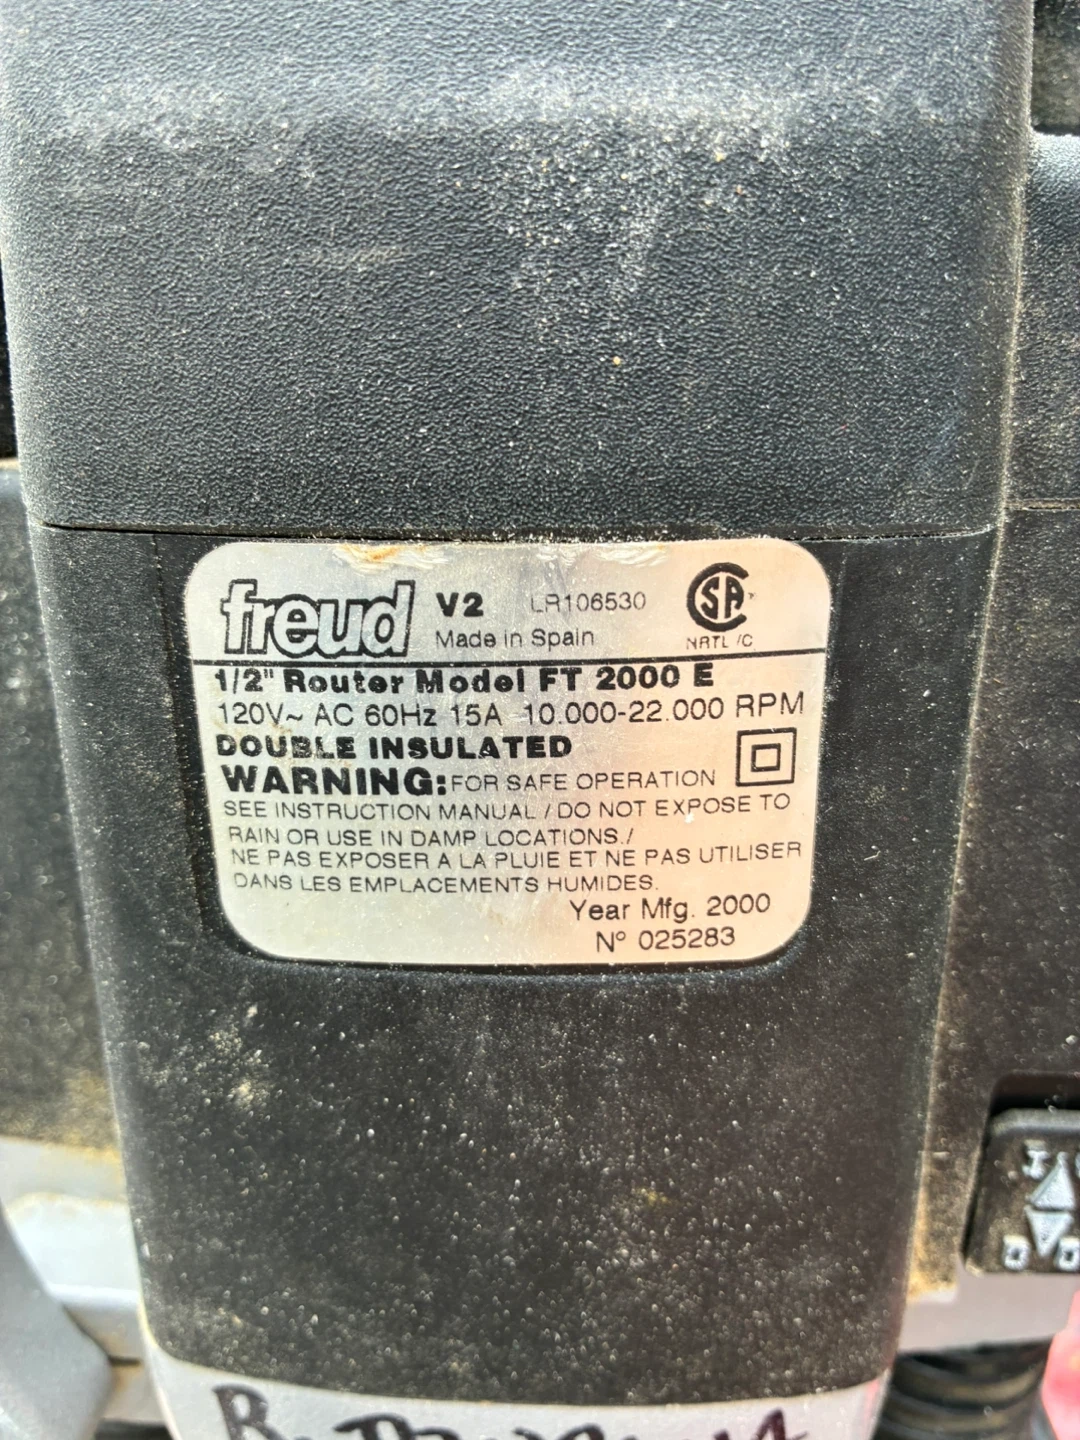 freud V2 LR106530
Made in Spain
NRTL/C
1/2" Router Model FT 2000 E
120V~ AC 60Hz 15A 10.000-22.000 RPM
DOUBLE INSULATED
WARNING: FOR SAFE OPERATION
SEE INSTRUCTION MANUAL / DO NOT EXPOSE TO
RAIN OR USE IN DAMP LOCATIONS./
NE PAS EXPOSER A LA PLUIE ET NE PAS UTILISER
DANS LES EMPLACEMENTS HUMIDES.
Year Mfg. 2000
Nº 025283